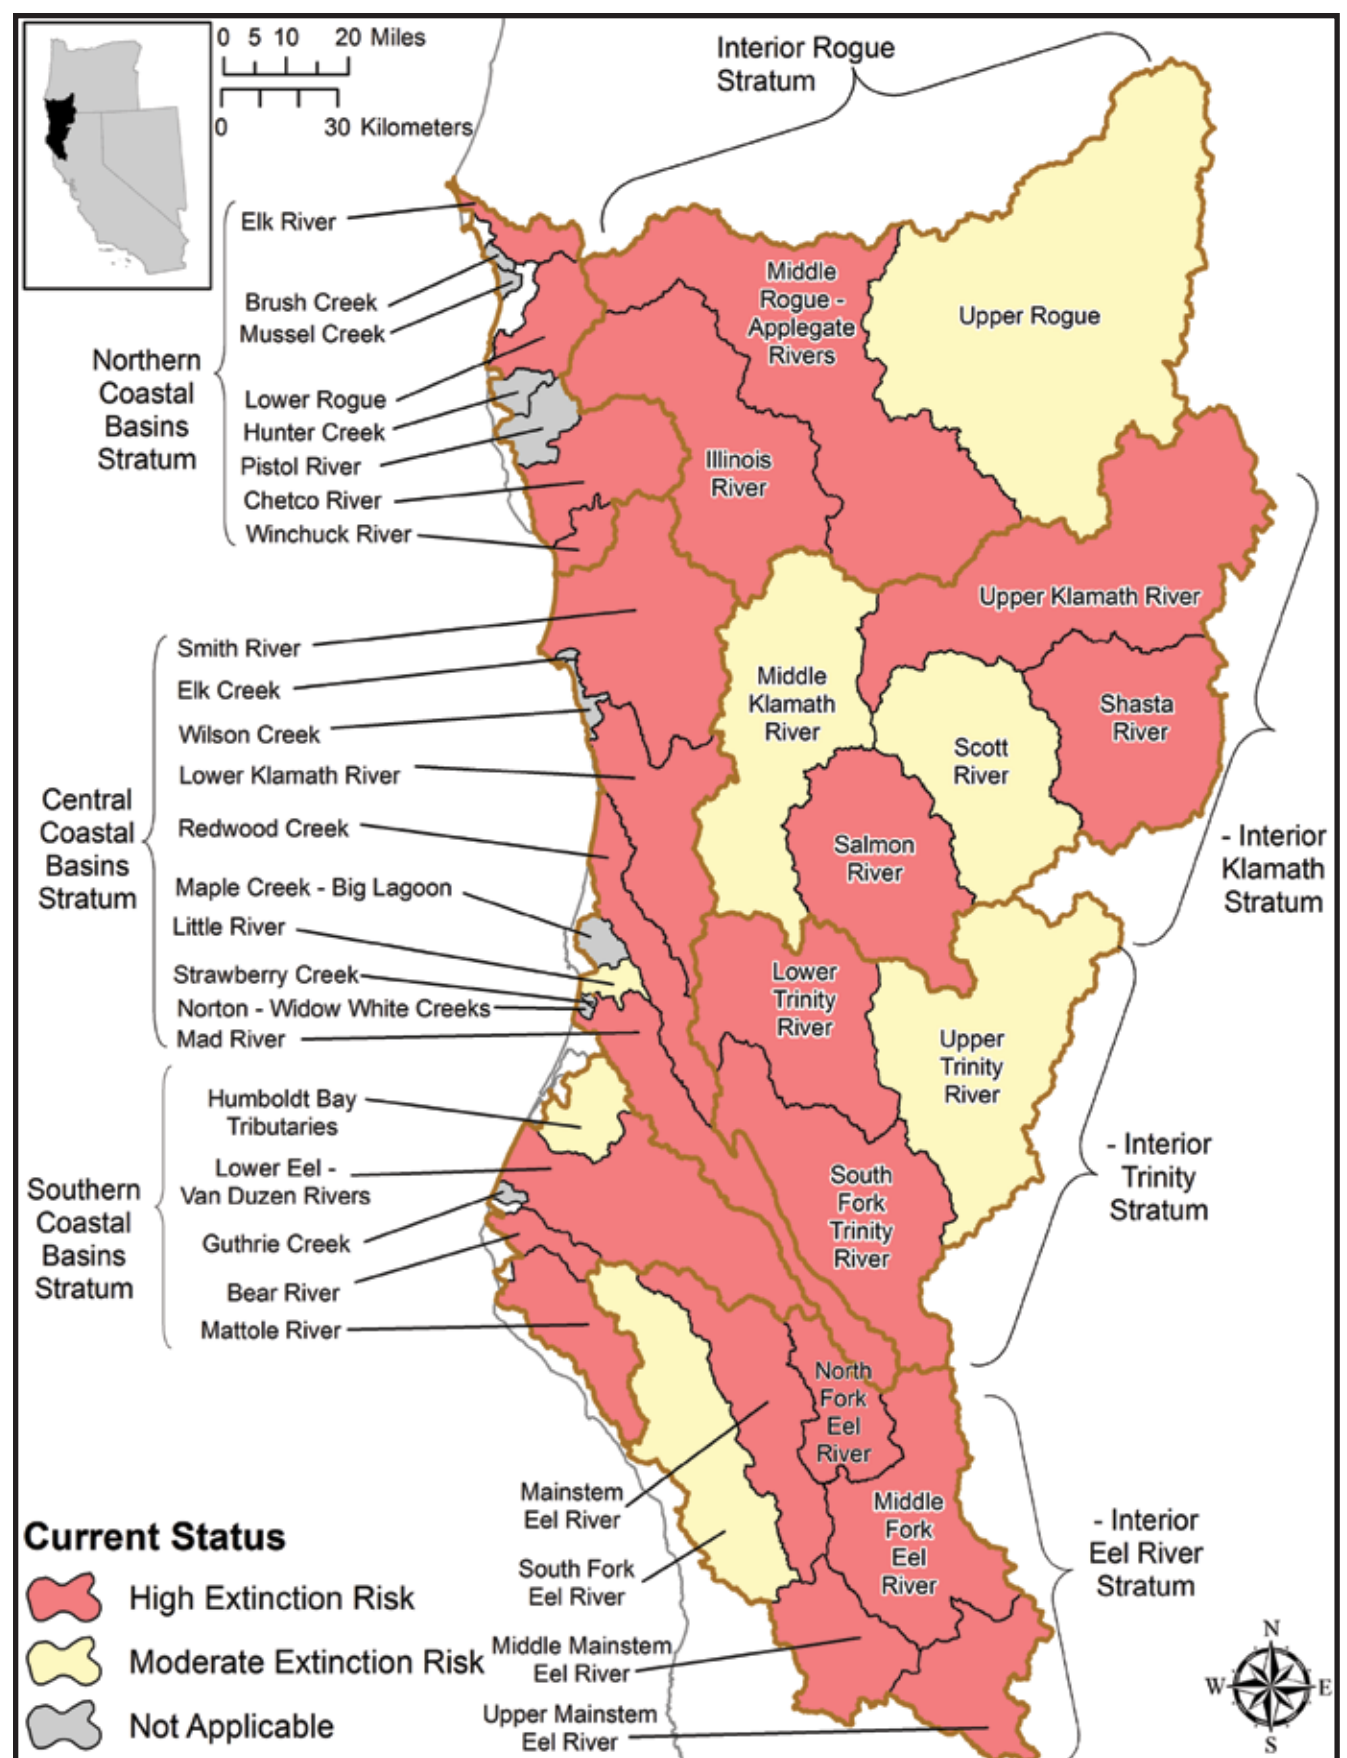 0 5 10 20 Miles
0 30 Kilometers
Interior Rogue
Stratum
Elk River
Brush Creek
Mussel Creek
Northern
Coastal
Basins
Stratum
Lower Rogue
Hunter Creek
Pistol River
Chetco River
Winchuck River
Middle
Rogue -
Applegate
Rivers
Upper Rogue
Illinois
River
Upper Klamath River
Smith River
Elk Creek
Wilson Creek
Lower Klamath River
Central
Coastal
Basins
Stratum
Redwood Creek
Maple Creek - Big Lagoon
Little River
Strawberry Creek
Norton - Widow White Creeks
Mad River
Middle
Klamath
River
Scott
River
Shasta
River
Salmon
River
- Interior
Klamath
Stratum
Lower
Trinity
River
Upper
Trinity
River
Humboldt Bay
Tributaries
Lower Eel -
Van Duzen Rivers
Southern
Coastal
Basins
Stratum
Guthrie Creek
Bear River
Mattole River
South
Fork
Trinity
River
- Interior
Trinity
Stratum
North
Fork
Eel
River
Mainstem
Eel River
South Fork
Eel River
Middle
Fork
Eel
River
- Interior
Eel River
Stratum
Middle Mainstem
Eel River
Upper Mainstem
Eel River
Current Status
High Extinction Risk
Moderate Extinction Risk
Not Applicable
N
W E
S